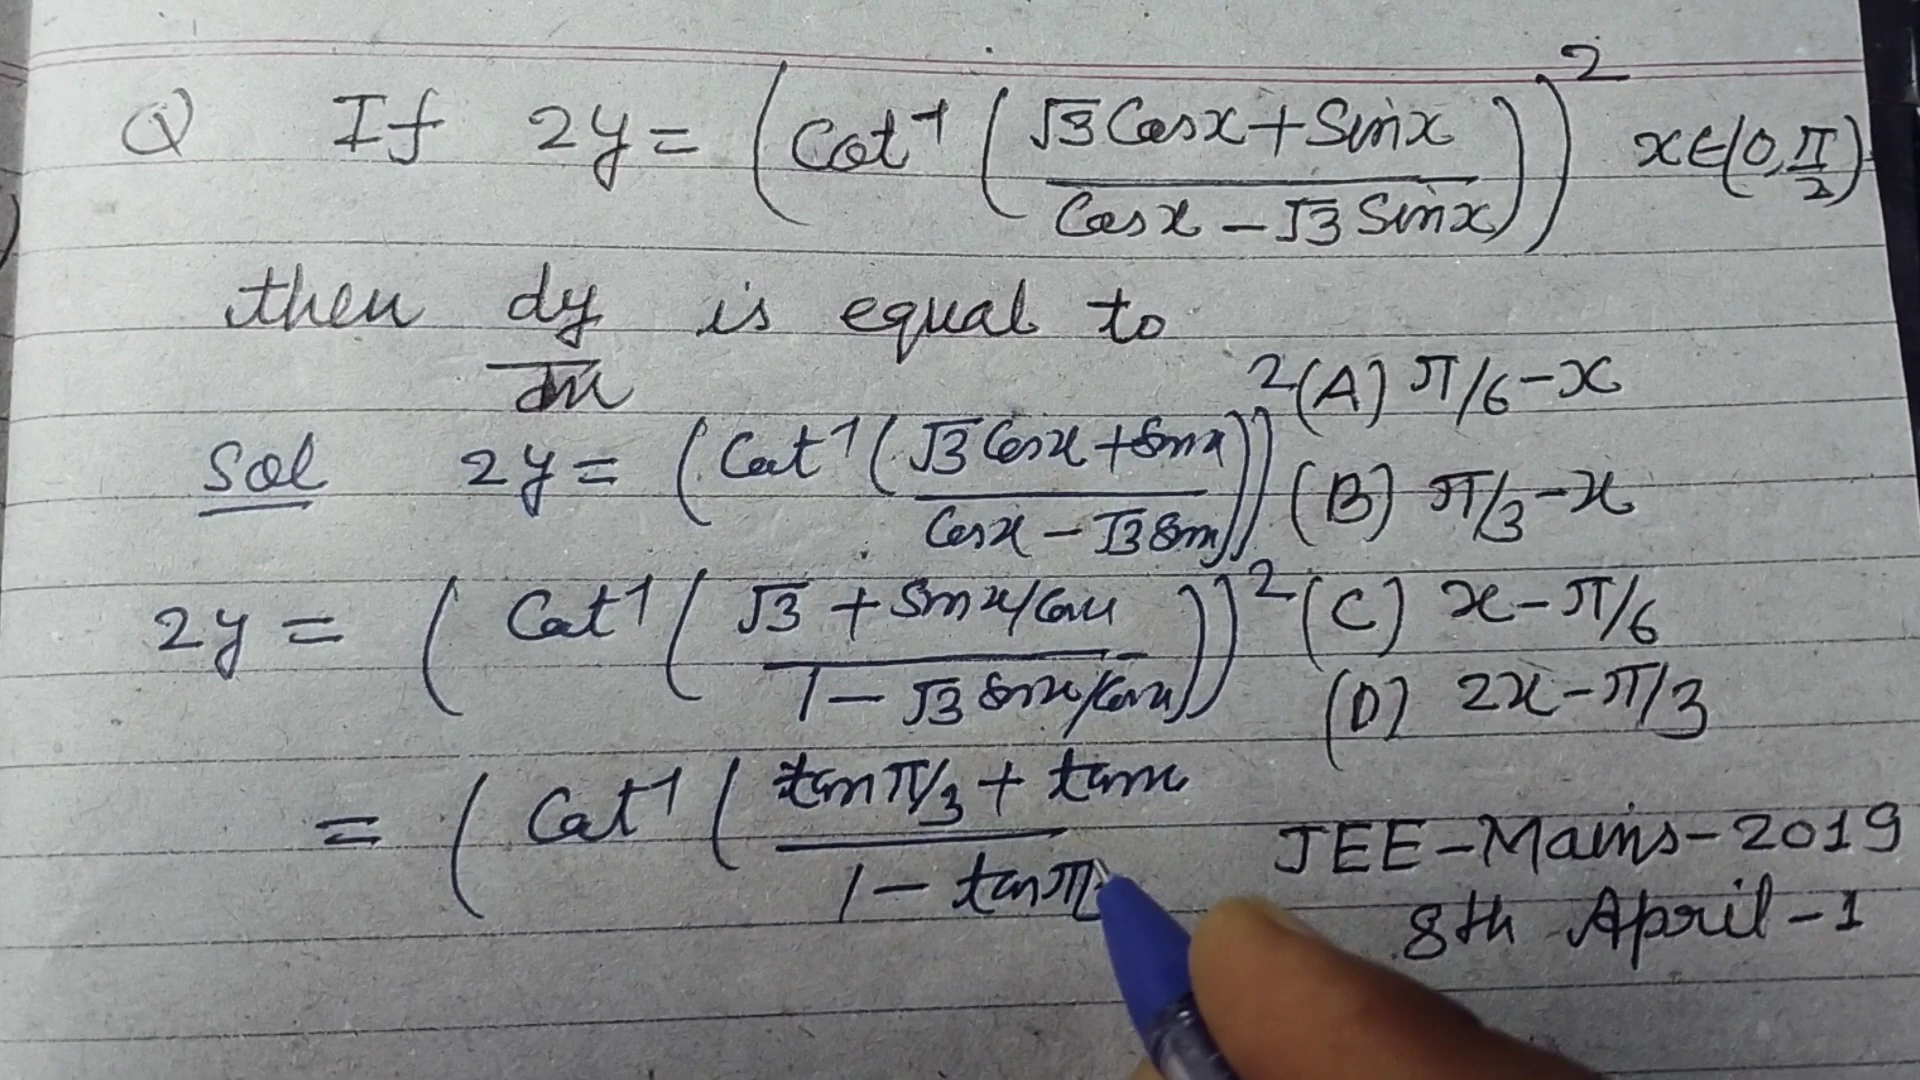 Q If 2y = (Cot⁻¹ (√3 Cosx + Sinx / Cosx − √3 Sinx))² x∈(0, π/2)
then dy/dx is equal to
(A) π/6 − x
Sol 2y = (Cot⁻¹ (√3 Cosx + Sinx / Cosx − √3 Sinx))²
(B) π/3 − x
2y = (Cot⁻¹ (√3 + Sinx/Cosx / 1 − √3 Sinx/Cosx))²
(C) x − π/6
(D) 2x − π/3
= (Cot⁻¹ (tan π/3 + tanx / 1 − tan π
JEE − Mains − 2019
8th April − 1